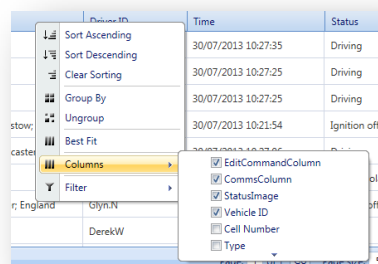 Driver ID Time Status
Sort Ascending
30/07/2013 10:27:35 Driving
Sort Descending
30/07/2013 10:27:25 Driving
Clear Sorting
Group By
30/07/2013 10:27:25 Driving
Ungroup
stow; 30/07/2013 10:21:54 Ignition off
Best Fit
caster
Columns
EditCommandColumn
CommsColumn
Filter
StatusImage
r; England Glyn.N
Vehicle ID
Cell Number
DerekW
Type